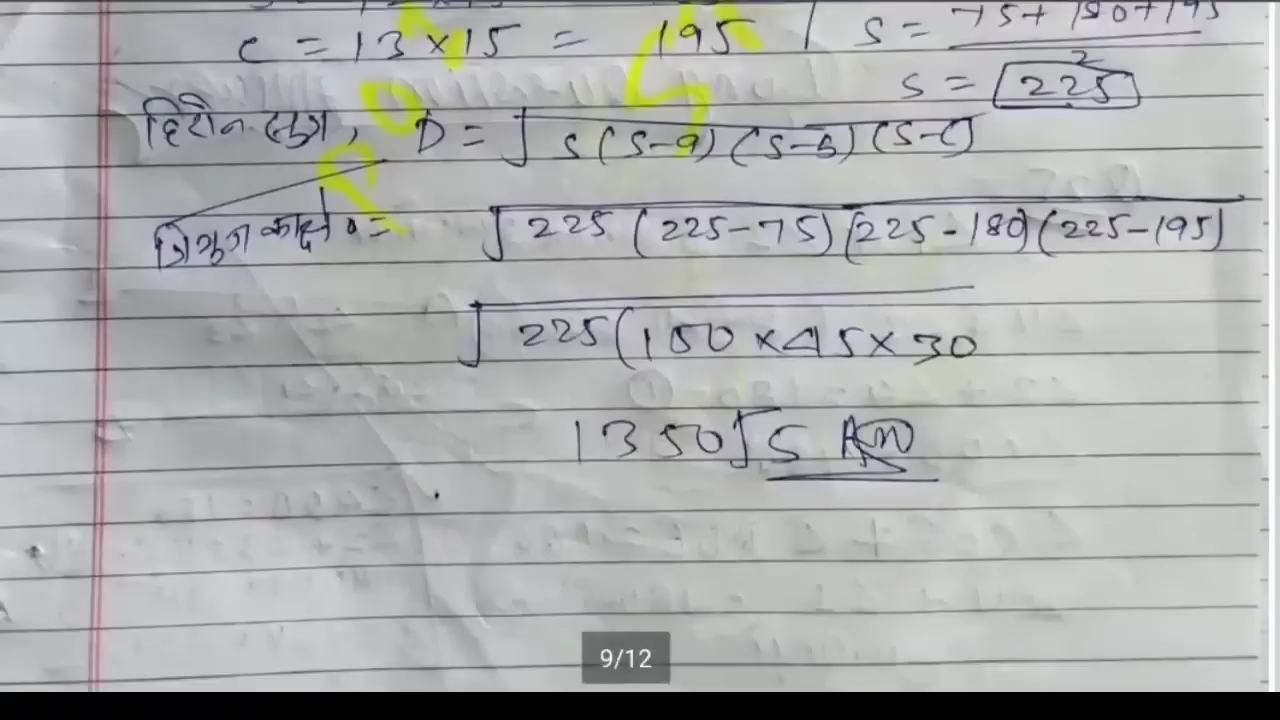 c = 13 × 15 = 195
s = 75 + 180 + 195
2
s = 225
हिरोन सूत्र, D = √s(s-a)(s-b)(s-c)
त्रिभुज का क्षे० = √225(225-75)(225-180)(225-195)
√225(150×45×30
1350√5 Am
9/12